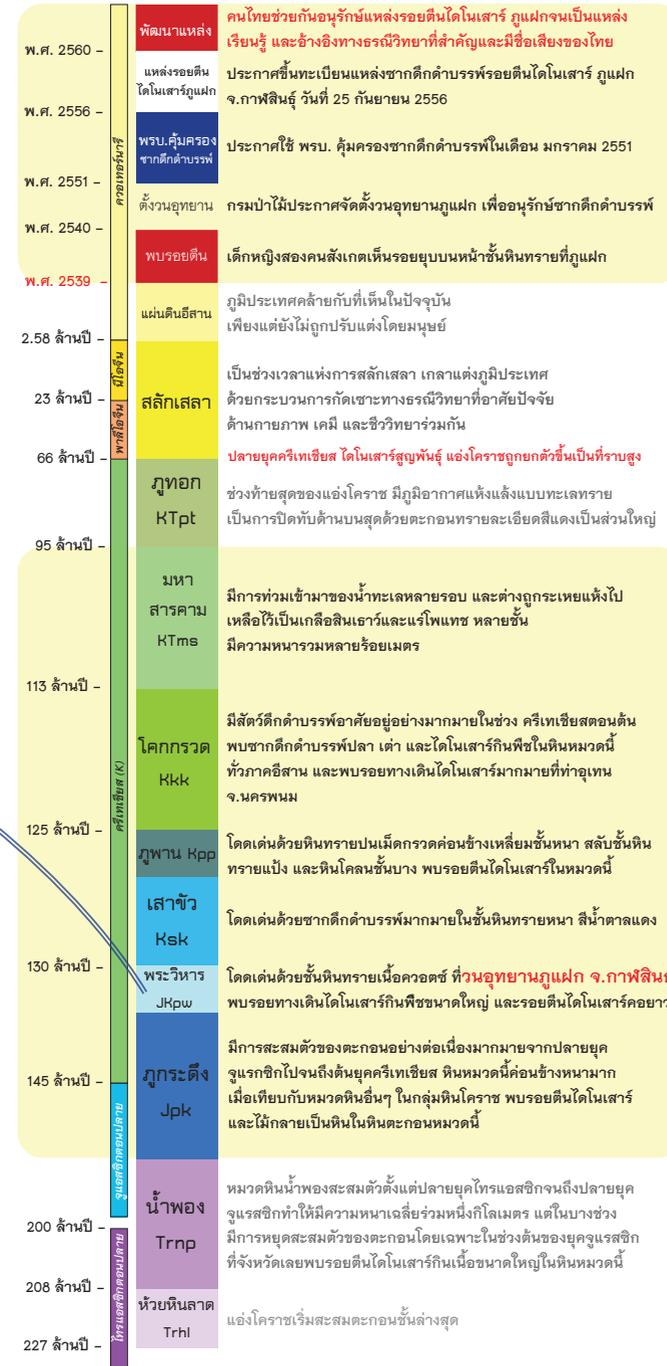 พัฒนาแหล่ง
คนไทยช่วยกันอนุรักษ์แหล่งรอยตีนไดโนเสาร์ ภูแฝกจนเป็นแหล่ง
เรียนรู้ และอ้างอิงทางธรณีวิทยาที่สำคัญและมีชื่อเสียงของไทย
พ.ศ. 2560 –
แหล่งรอยตีน
ไดโนเสาร์ภูแฝก
ประกาศขึ้นทะเบียนแหล่งซากดึกดำบรรพ์รอยตีนไดโนเสาร์ ภูแฝก
จ.กาฬสินธุ์ วันที่ 25 กันยายน 2556
พ.ศ. 2556 –
พรบ.คุ้มครอง
ซากดึกดำบรรพ์
ประกาศใช้ พรบ. คุ้มครองซากดึกดำบรรพ์ในเดือน มกราคม 2551
พ.ศ. 2551 –
ควอเทอร์นารี
ตั้งวนอุทยาน
กรมป่าไม้ประกาศจัดตั้งวนอุทยานภูแฝก เพื่ออนุรักษ์ซากดึกดำบรรพ์
พ.ศ. 2540 –
พบรอยตีน
เด็กหญิงสองคนสังเกตเห็นรอยยุบบนหน้าชั้นหินทรายที่ภูแฝก
พ.ศ. 2539 –
แผ่นดินอีสาน
ภูมิประเทศคล้ายกับที่เห็นในปัจจุบัน
เพียงแต่ยังไม่ถูกปรับแต่งโดยมนุษย์
2.58 ล้านปี –
นีโอจีน
สลักเสลา
เป็นช่วงเวลาแห่งการสลักเสลา เกลาแต่งภูมิประเทศ
ด้วยกระบวนการกัดเซาะทางธรณีวิทยาที่อาศัยปัจจัย
ด้านกายภาพ เคมี และชีววิทยาร่วมกัน
23 ล้านปี –
พาลีโอจีน
66 ล้านปี –
ปลายยุคครีเทเชียส ไดโนเสาร์สูญพันธุ์ แอ่งโคราชถูกยกตัวขึ้นเป็นที่ราบสูง
ภูทอก
KTpt
ช่วงท้ายสุดของแอ่งโคราช มีภูมิอากาศแห้งแล้งแบบทะเลทราย
เป็นการปิดทับด้านบนสุดด้วยตะกอนทรายละเอียดสีแดงเป็นส่วนใหญ่
95 ล้านปี –
มหา
สารคาม
KTms
มีการท่วมเข้ามาของน้ำทะเลหลายรอบ และต่างถูกระเหยแห้งไป
เหลือไว้เป็นเกลือสินเธาว์และแร่โพแทช หลายชั้น
มีความหนารวมหลายร้อยเมตร
113 ล้านปี –
ครีเทเชียส (K)
โคกกรวด
Kkk
มีสัตว์ดึกดำบรรพ์อาศัยอยู่อย่างมากมายในช่วง ครีเทเชียสตอนต้น
พบซากดึกดำบรรพ์ปลา เต่า และไดโนเสาร์กินพืชในหินหมวดนี้
ทั่วภาคอีสาน และพบรอยทางเดินไดโนเสาร์มากมายที่ท่าอุเทน
จ.นครพนม
125 ล้านปี –
ภูพาน Kpp
โดดเด่นด้วยหินทรายปนเม็ดกรวดค่อนข้างเหลี่ยมชั้นหนา สลับชั้นหิน
ทรายแป้ง และหินโคลนชั้นบาง พบรอยตีนไดโนเสาร์ในหมวดนี้
เสาขัว
Ksk
โดดเด่นด้วยซากดึกดำบรรพ์มากมายในชั้นหินทรายหนา สีน้ำตาลแดง
130 ล้านปี –
พระวิหาร
JKpw
โดดเด่นด้วยชั้นหินทรายเนื้อควอตซ์ ที่วนอุทยานภูแฝก จ.กาฬสิน
พบรอยทางเดินไดโนเสาร์กินพืชขนาดใหญ่ และรอยตีนไดโนเสาร์คอยาว
ภูกระดึง
Jpk
มีการสะสมตัวของตะกอนอย่างต่อเนื่องมากมายจากปลายยุค
จูแรกซิกไปจนถึงต้นยุคครีเทเชียส หินหมวดนี้ค่อนข้างหนามาก
เมื่อเทียบกับหมวดหินอื่นๆ ในกลุ่มหินโคราช พบรอยตีนไดโนเสาร์
และไม้กลายเป็นหินในหินตะกอนหมวดนี้
145 ล้านปี –
จูแอสซิกตอนปลาย
น้ำพอง
Trnp
หมวดหินน้ำพองสะสมตัวตั้งแต่ปลายยุคไทรแอสซิกจนถึงปลายยุค
จูแรสซิกทำให้มีความหนาเฉลี่ยร่วมหนึ่งกิโลเมตร แต่ในบางช่วง
มีการหยุดสะสมตัวของตะกอนโดยเฉพาะในช่วงต้นของยุคจูแรสซิก
ที่จังหวัดเลยพบรอยตีนไดโนเสาร์กินเนื้อขนาดใหญ่ในหินหมวดนี้
200 ล้านปี –
ไทรแอสซิกตอนปลาย
208 ล้านปี –
ห้วยหินลาด
Trhl
แอ่งโคราชเริ่มสะสมตะกอนชั้นล่างสุด
227 ล้านปี –